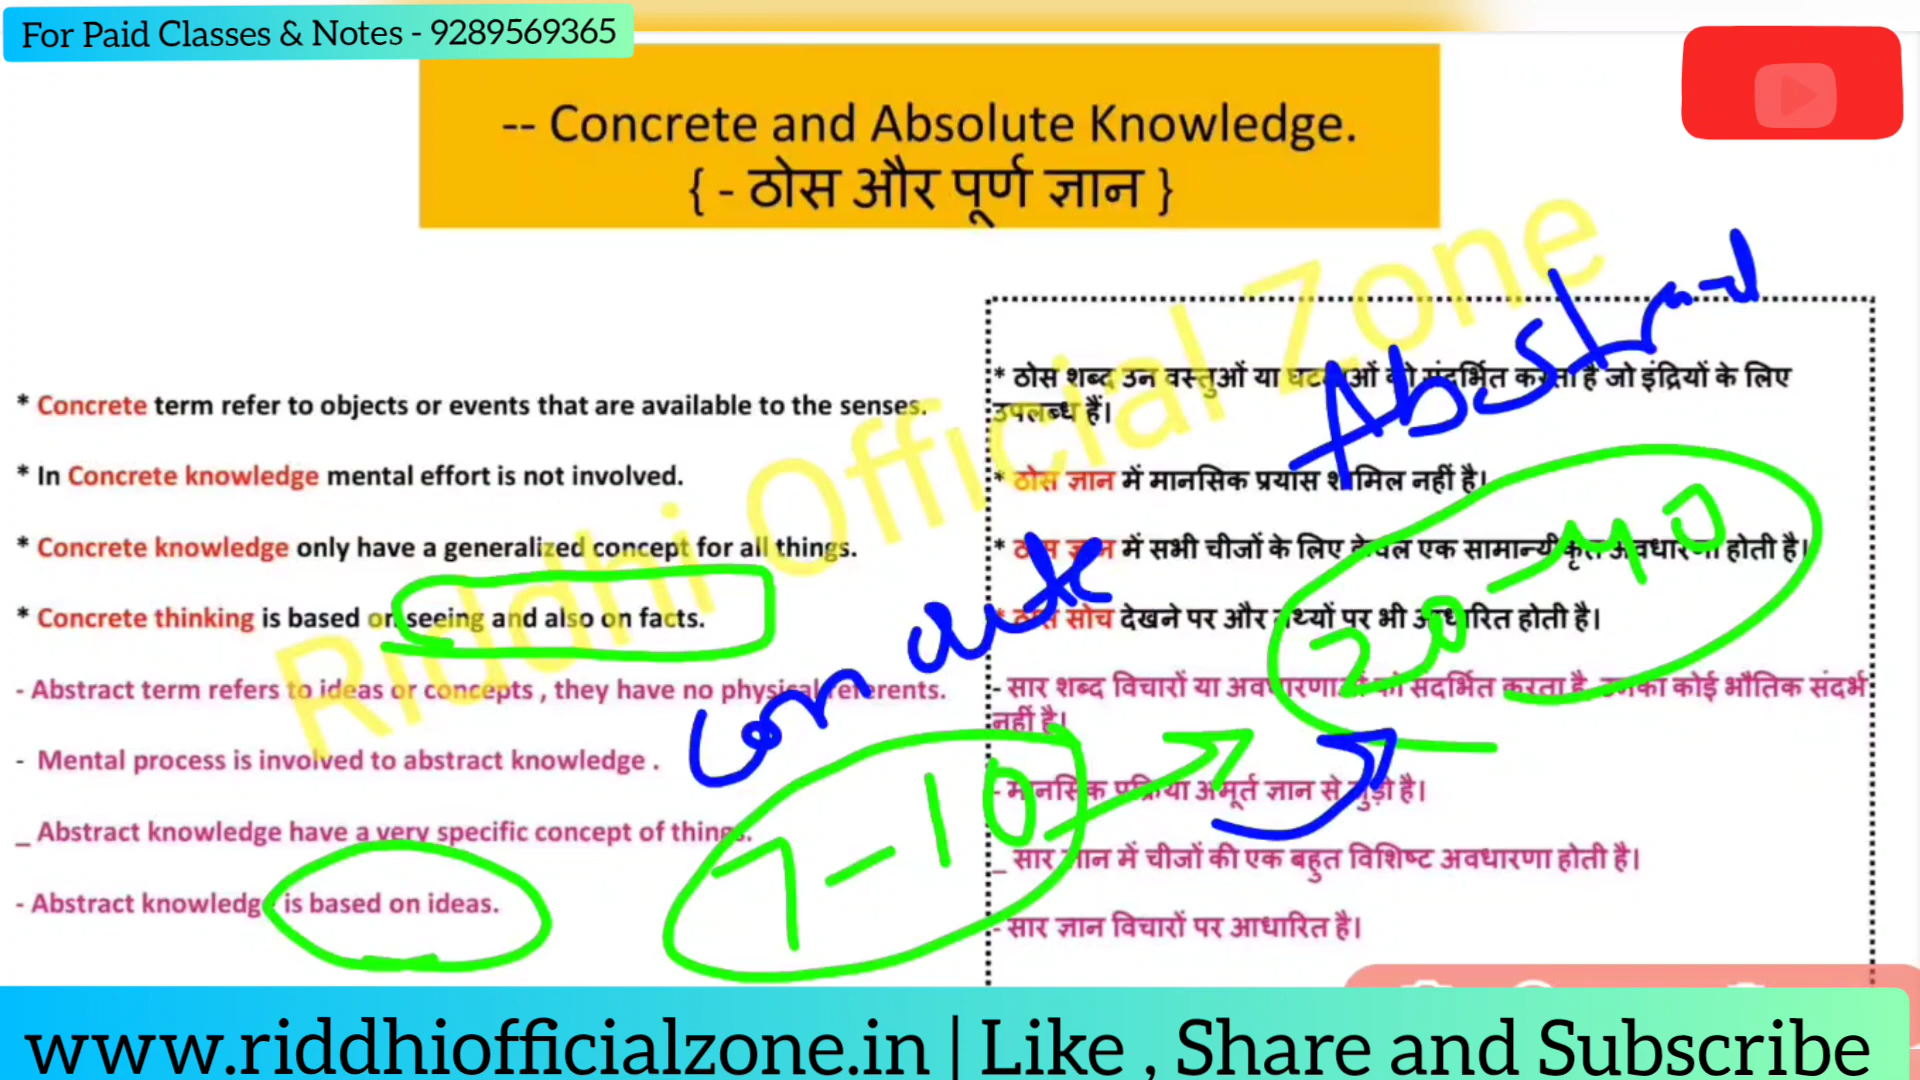 For Paid Classes & Notes - 9289569365
-- Concrete and Absolute Knowledge.
{ - ठोस और पूर्ण ज्ञान }
* Concrete term refer to objects or events that are available to the senses.
* In Concrete knowledge mental effort is not involved.
* Concrete knowledge only have a generalized concept for all things.
* Concrete thinking is based on seeing and also on facts.
- Abstract term refers to ideas or concepts , they have no physical referents.
- Mental process is involved to abstract knowledge .
_ Abstract knowledge have a very specific concept of things.
- Abstract knowledge is based on ideas.
* ठोस शब्द उन वस्तुओं या घटनाओं को संदर्भित करता है जो इंद्रियों के लिए
उपलब्ध हैं।
* ठोस ज्ञान में मानसिक प्रयास शामिल नहीं है।
* ठोस ज्ञान में सभी चीजों के लिए केवल एक सामान्यीकृत अवधारणा होती है।
* ठोस सोच देखने पर और तथ्यों पर भी आधारित होती है।
- सार शब्द विचारों या अवधारणाओं को संदर्भित करता है, उनका कोई भौतिक संदर्भ
नहीं है।
- मानसिक प्रक्रिया अमूर्त ज्ञान से जुड़ी है।
_ सार ज्ञान में चीजों की एक बहुत विशिष्ट अवधारणा होती है।
- सार ज्ञान विचारों पर आधारित है।
Riddhi Official Zone
7-10
20-40
www.riddhiofficialzone.in | Like , Share and Subscribe